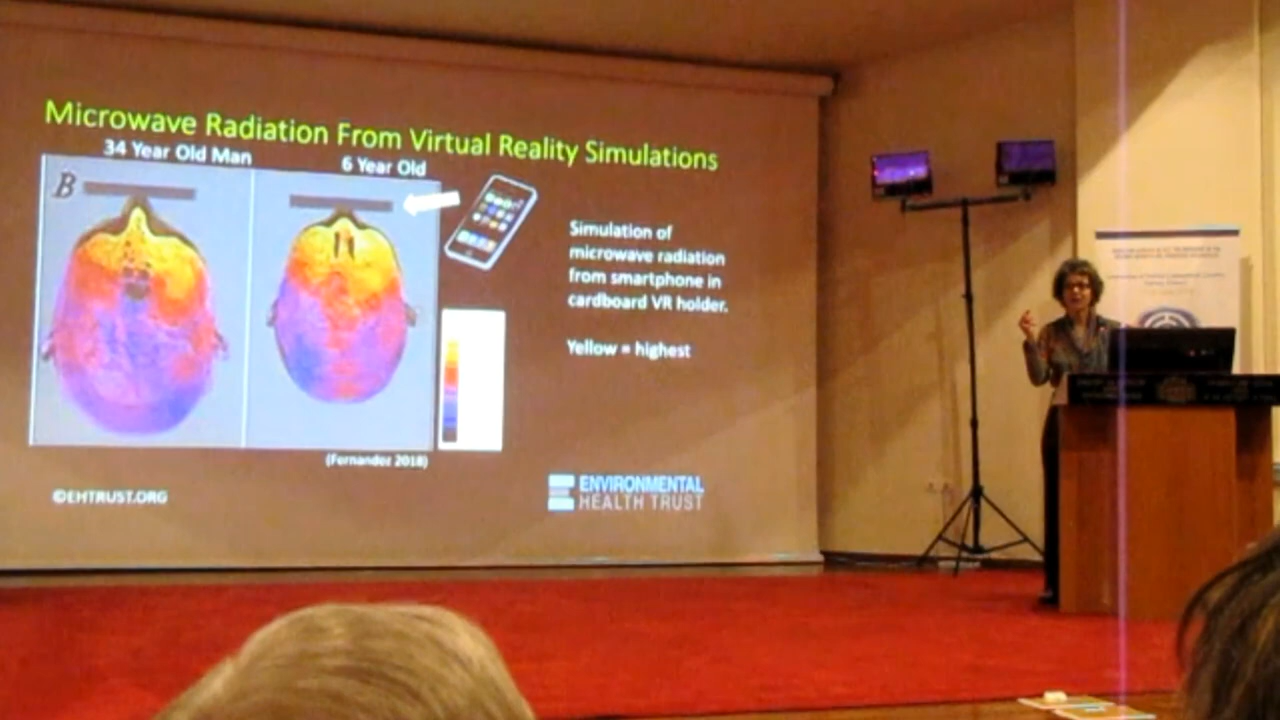 Microwave Radiation From Virtual Reality Simulations
34 Year Old Man
6 Year Old
B
Simulation of
microwave radiation
from smartphone in
cardboard VR holder.
Yellow = highest
(Fernandez 2018)
©EHTRUST.ORG
ENVIRONMENTAL
HEALTH TRUST